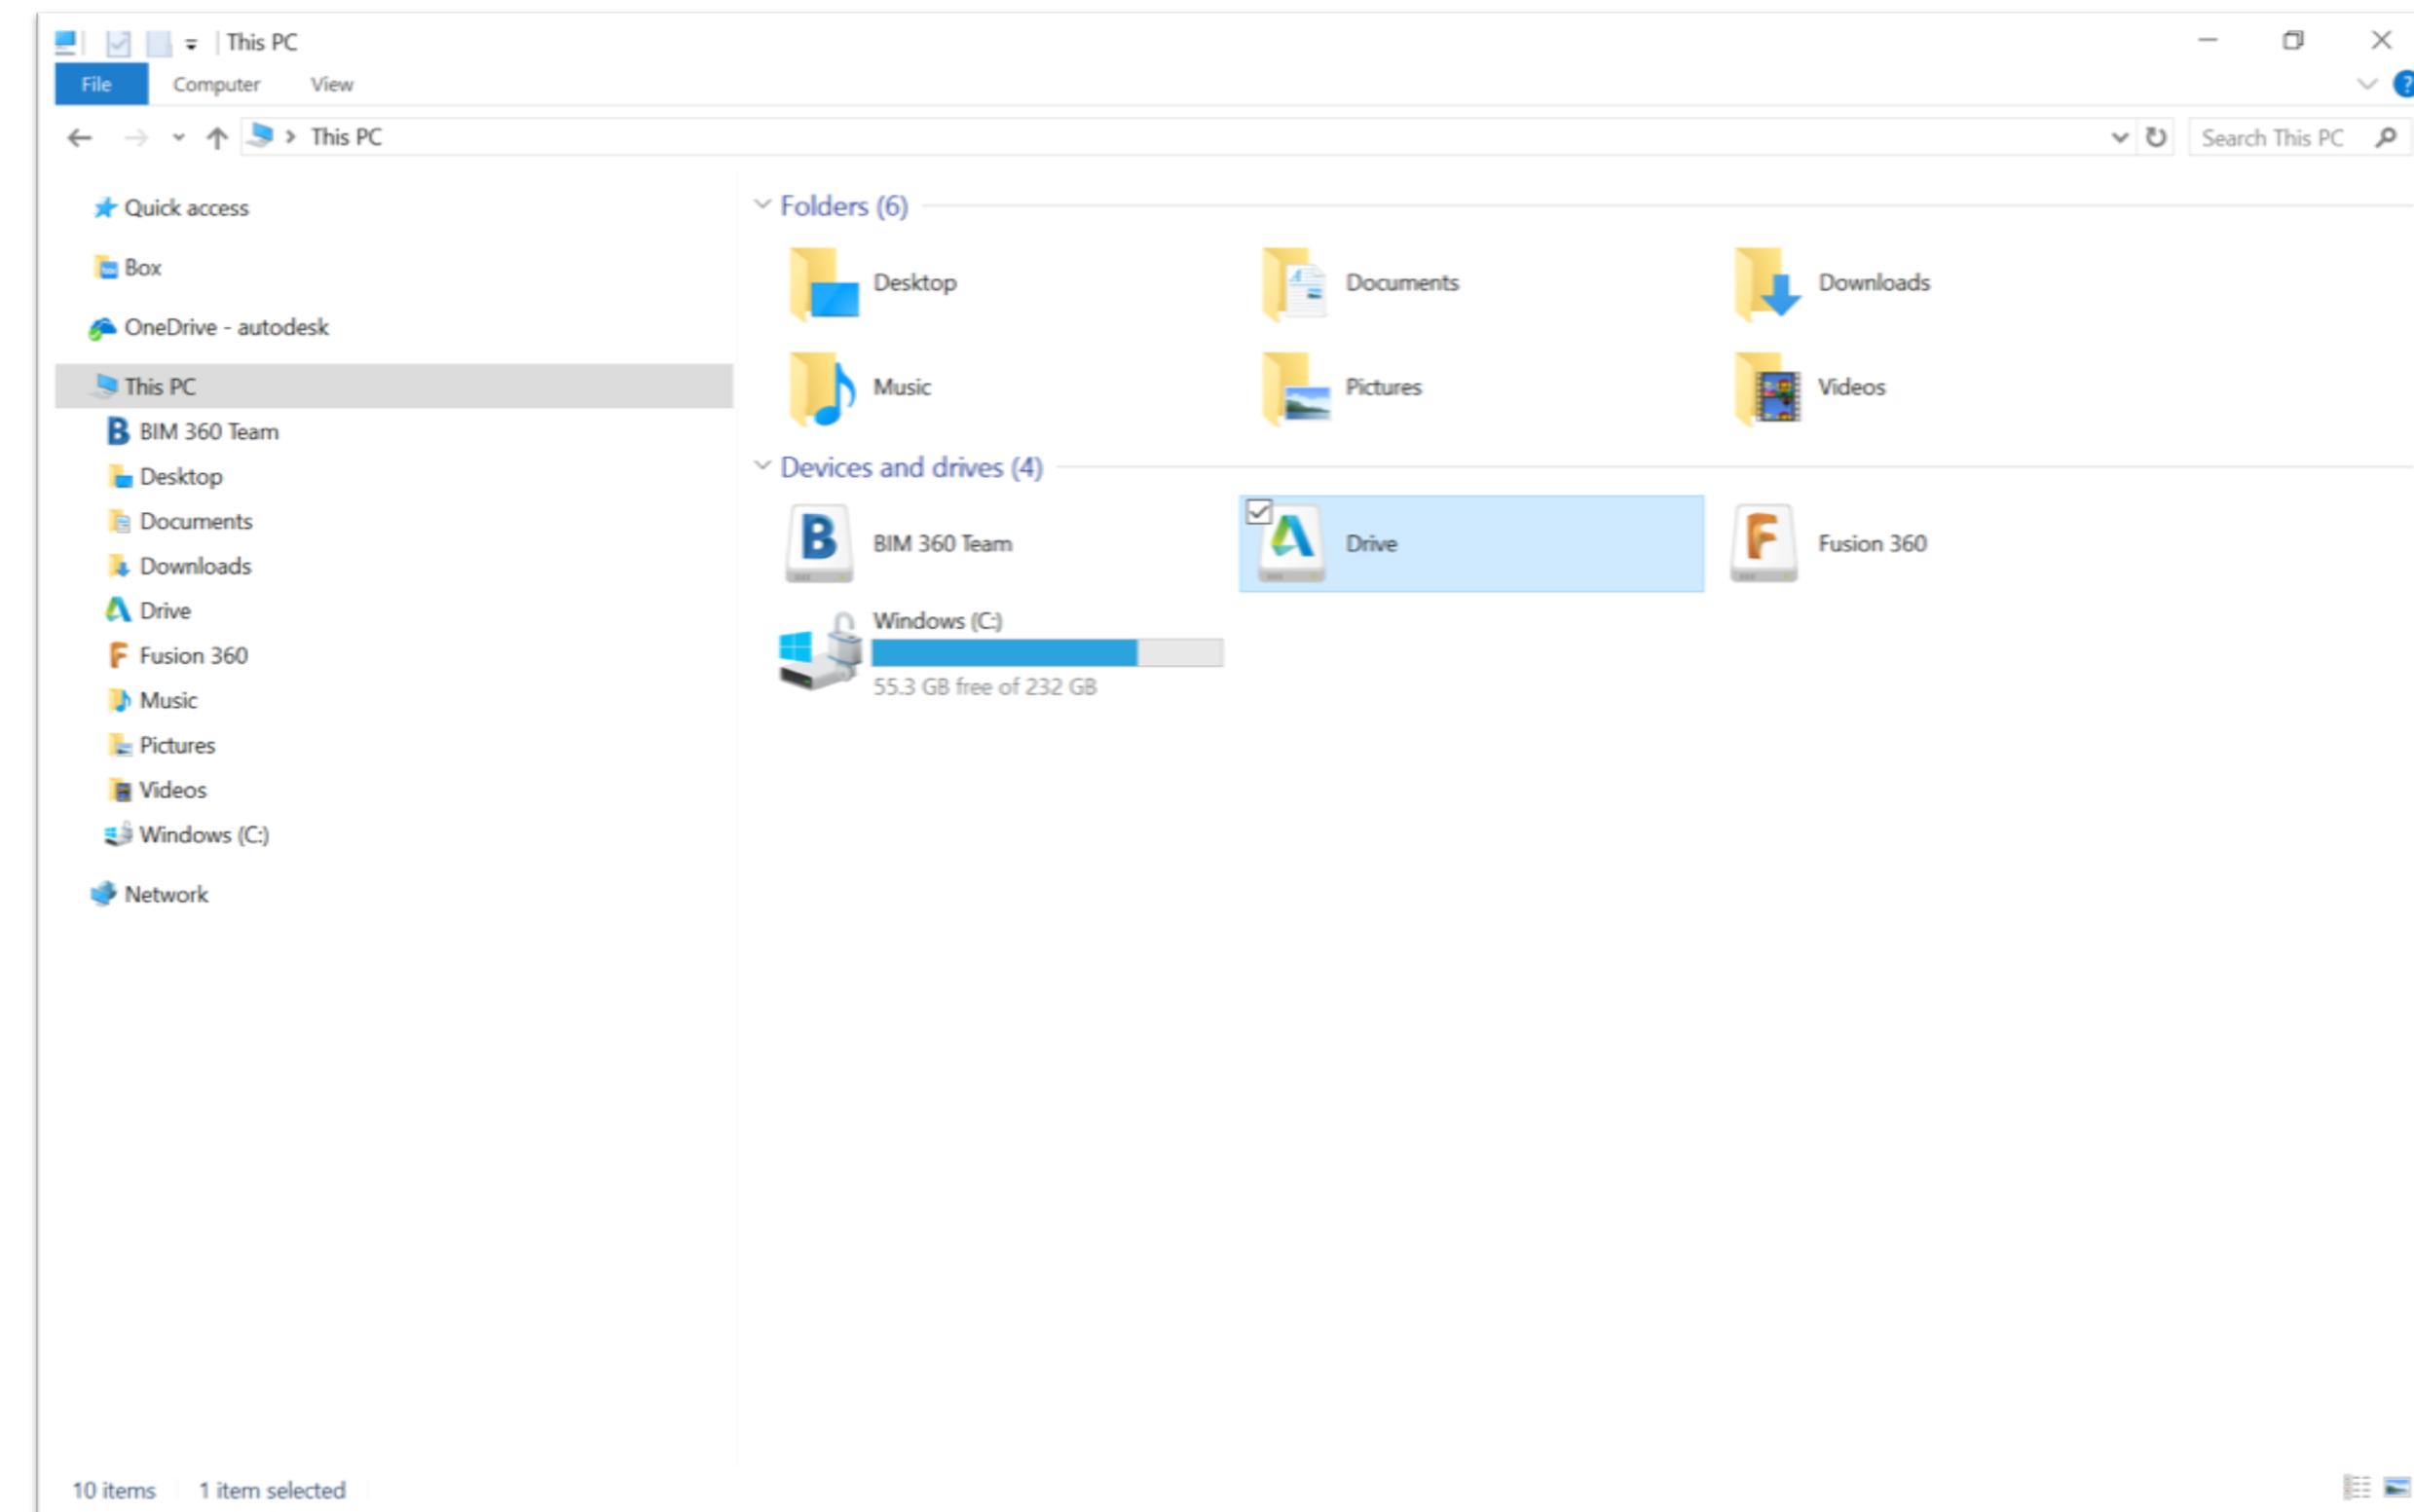 This PC
File Computer View
This PC
Search This PC
Quick access
Box
OneDrive - autodesk
This PC
BIM 360 Team
Desktop
Documents
Downloads
Drive
Fusion 360
Music
Pictures
Videos
Windows (C:)
Network
Folders (6)
Desktop Documents Downloads
Music Pictures Videos
Devices and drives (4)
BIM 360 Team Drive Fusion 360
Windows (C:)
55.3 GB free of 232 GB
10 items 1 item selected